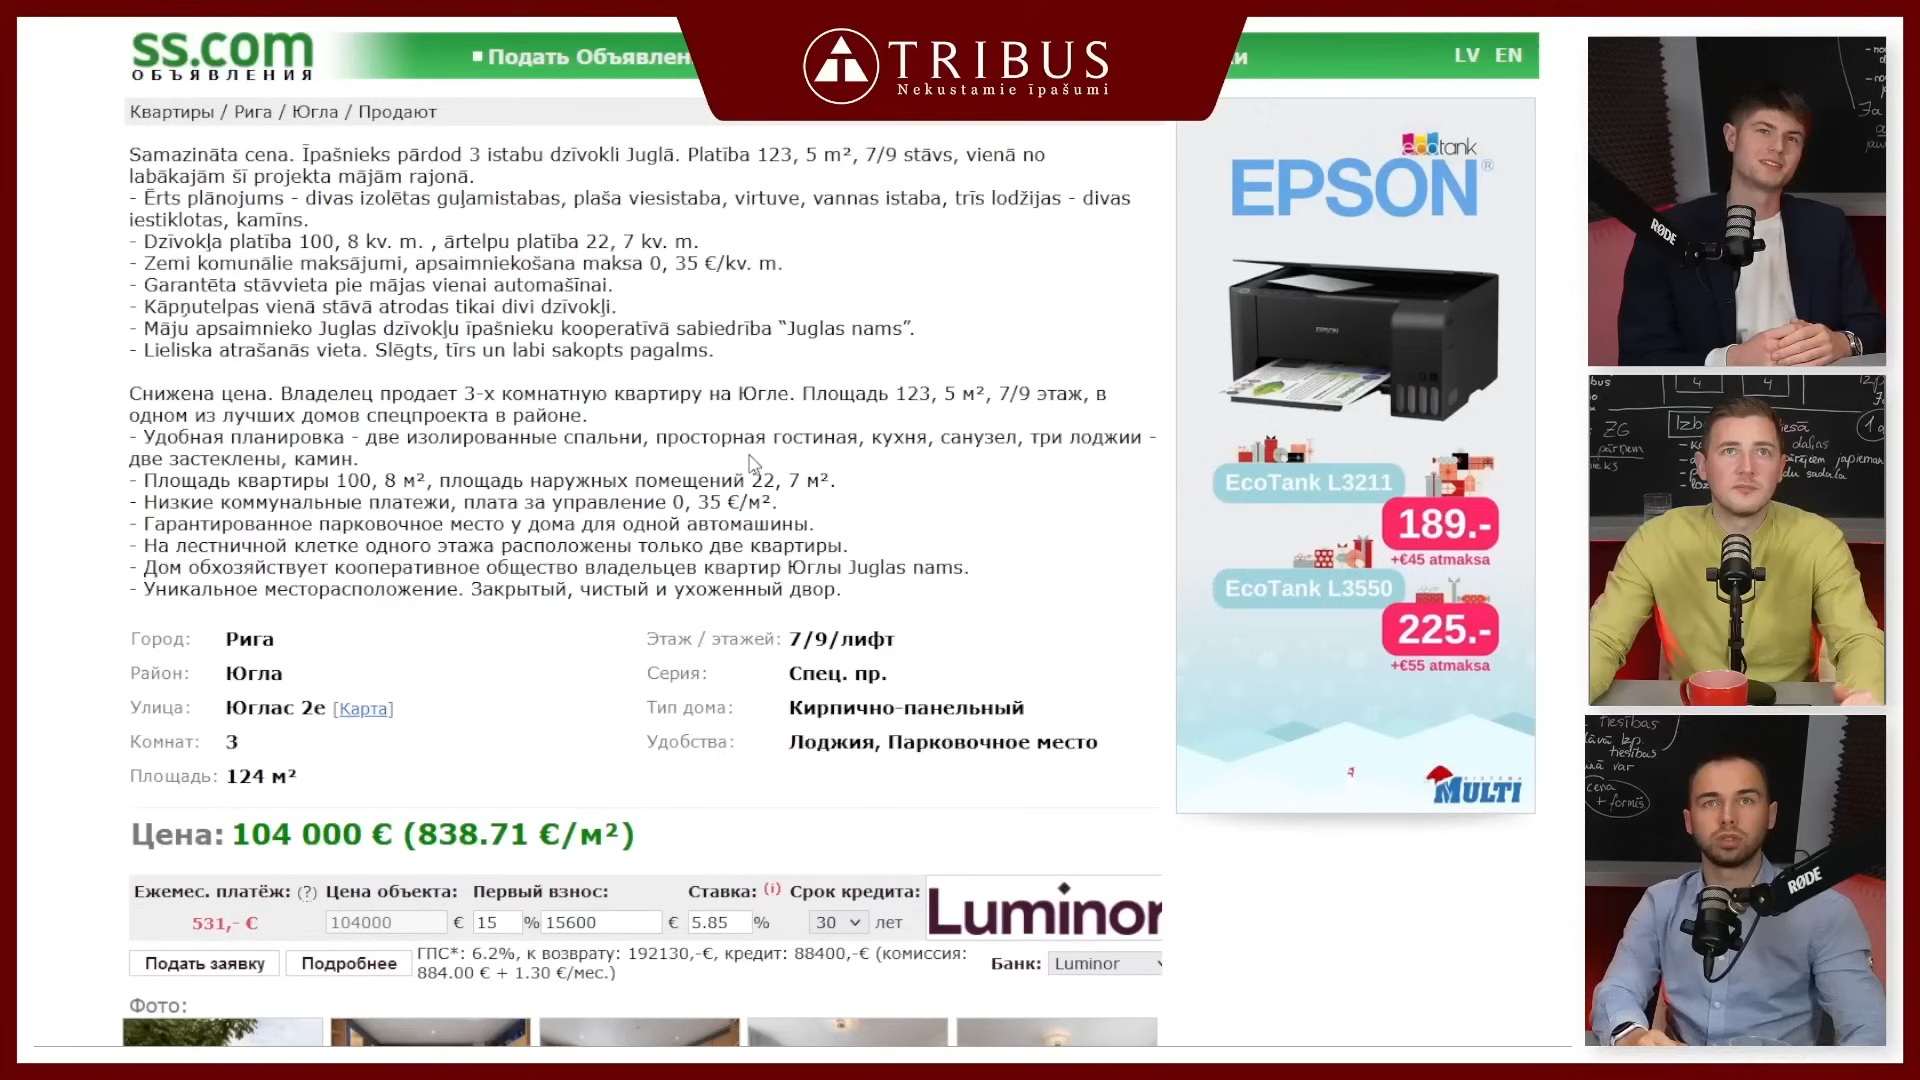 ss.com
ОБЪЯВЛЕНИЯ
Подать Объявлен
и
LV EN
TRIBUS
Nekustamie īpašumi
Квартиры / Рига / Югла / Продают
Samazināta cena. Īpašnieks pārdod 3 istabu dzīvokli Juglā. Platība 123, 5 m², 7/9 stāvs, vienā no
labākajām šī projekta mājām rajonā.
- Ērts plānojums - divas izolētas guļamistabas, plaša viesistaba, virtuve, vannas istaba, trīs lodžijas - divas
iestiklotas, kamīns.
- Dzīvokļa platība 100, 8 kv. m. , ārtelpu platība 22, 7 kv. m.
- Zemi komunālie maksājumi, apsaimniekošana maksa 0, 35 €/kv. m.
- Garantēta stāvvieta pie mājas vienai automašīnai.
- Kāpņutelpas vienā stāvā atrodas tikai divi dzīvokļi.
- Māju apsaimnieko Juglas dzīvokļu īpašnieku kooperatīvā sabiedrība “Juglas nams”.
- Lieliska atrašanās vieta. Slēgts, tīrs un labi sakopts pagalms.
Снижена цена. Владелец продает 3-х комнатную квартиру на Югле. Площадь 123, 5 м², 7/9 этаж, в
одном из лучших домов спецпроекта в районе.
- Удобная планировка - две изолированные спальни, просторная гостиная, кухня, санузел, три лоджии -
две застеклены, камин.
- Площадь квартиры 100, 8 м², площадь наружных помещений 22, 7 м².
- Низкие коммунальные платежи, плата за управление 0, 35 €/м².
- Гарантированное парковочное место у дома для одной автомашины.
- На лестничной клетке одного этажа расположены только две квартиры.
- Дом обхозяйствует кооперативное общество владельцев квартир Юглы Juglas nams.
- Уникальное месторасположение. Закрытый, чистый и ухоженный двор.
Город: Рига
Этаж / этажей: 7/9/лифт
Район: Югла
Серия: Спец. пр.
Улица: Юглас 2е [Карта]
Тип дома: Кирпично-панельный
Комнат: 3
Удобства: Лоджия, Парковочное место
Площадь: 124 м²
Цена: 104 000 € (838.71 €/м²)
Ежемес. платёж: (?) Цена объекта: Первый взнос: Ставка: (i) Срок кредита:
531,- € 104000 € 15 % 15600 € 5.85 % 30 лет
Luminor
Подать заявку
Подробнее
ГПС*: 6.2%, к возврату: 192130,-€, кредит: 88400,-€ (комиссия:
884.00 € + 1.30 €/мес.)
Банк: Luminor
Фото:
ecotank
EPSON®
EPSON
EcoTank L3211
189.-
+€45 atmaksa
EcoTank L3550
225.-
+€55 atmaksa
SISTEMA
MULTI
RØDE
ZG
pārņem
tiesības
tiesības
var
cena
+ formis
RØDE